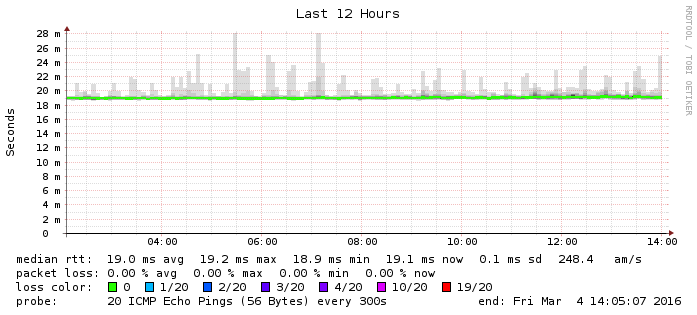 Last 12 Hours
RRDTOOL / TOBI OETIKER
Seconds
28 m
26 m
24 m
22 m
20 m
18 m
16 m
14 m
12 m
10 m
8 m
6 m
4 m
2 m
0
04:00 06:00 08:00 10:00 12:00 14:00
median rtt: 19.0 ms avg 19.2 ms max 18.9 ms min 19.1 ms now 0.1 ms sd 248.4 am/s
packet loss: 0.00 % avg 0.00 % max 0.00 % min 0.00 % now
loss color: 0 1/20 2/20 3/20 4/20 10/20 19/20
probe: 20 ICMP Echo Pings (56 Bytes) every 300s end: Fri Mar 4 14:05:07 2016